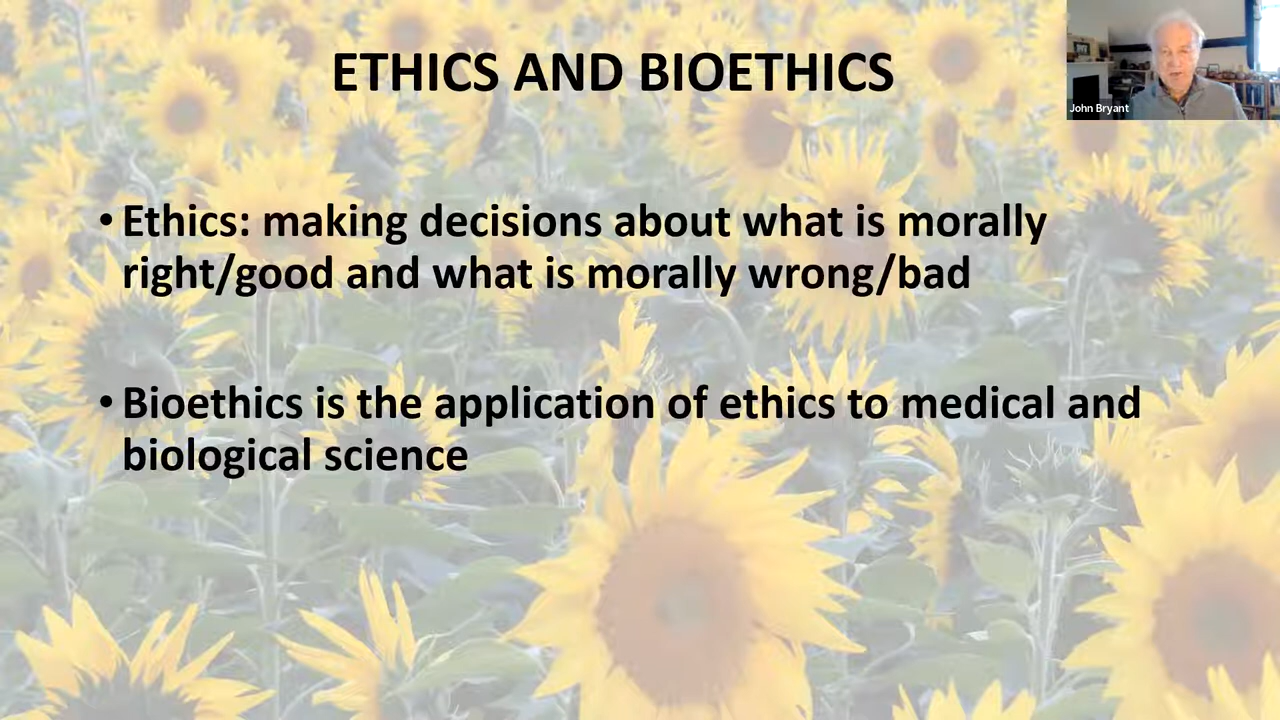 ETHICS AND BIOETHICS
John Bryant
• Ethics: making decisions about what is morally
right/good and what is morally wrong/bad
• Bioethics is the application of ethics to medical and
biological science